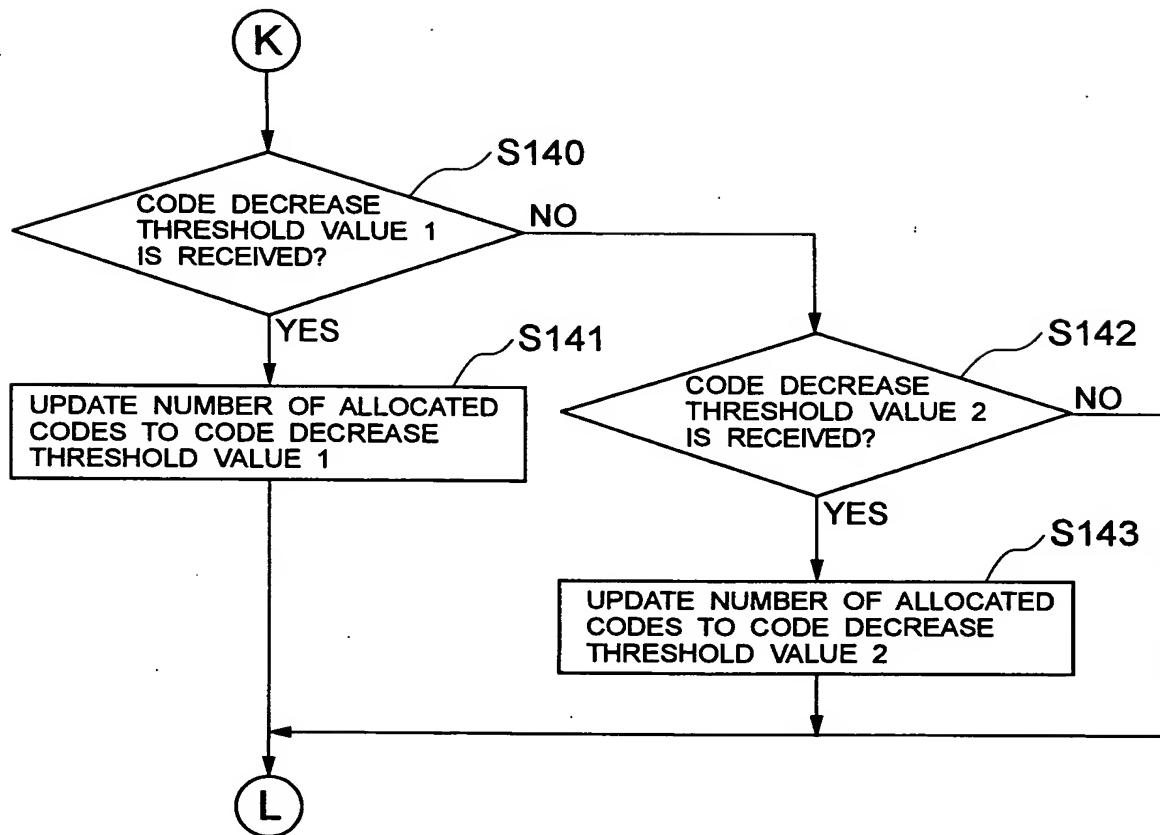 K
S140
CODE DECREASE
THRESHOLD VALUE 1
IS RECEIVED?
NO
YES
S141
UPDATE NUMBER OF ALLOCATED
CODES TO CODE DECREASE
THRESHOLD VALUE 1
S142
CODE DECREASE
THRESHOLD VALUE 2
IS RECEIVED?
NO
YES
S143
UPDATE NUMBER OF ALLOCATED
CODES TO CODE DECREASE
THRESHOLD VALUE 2
L